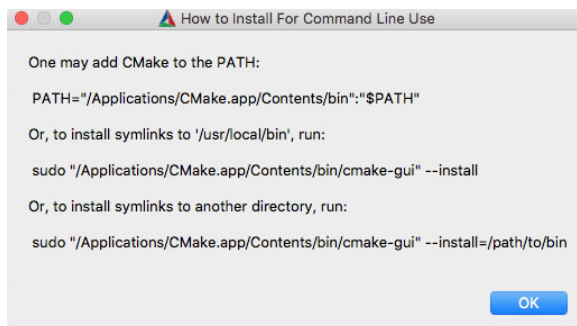 How to Install For Command Line Use
One may add CMake to the PATH:
PATH="/Applications/CMake.app/Contents/bin":"$PATH"
Or, to install symlinks to '/usr/local/bin', run:
sudo "/Applications/CMake.app/Contents/bin/cmake-gui" --install
Or, to install symlinks to another directory, run:
sudo "/Applications/CMake.app/Contents/bin/cmake-gui" --install=/path/to/bin
OK